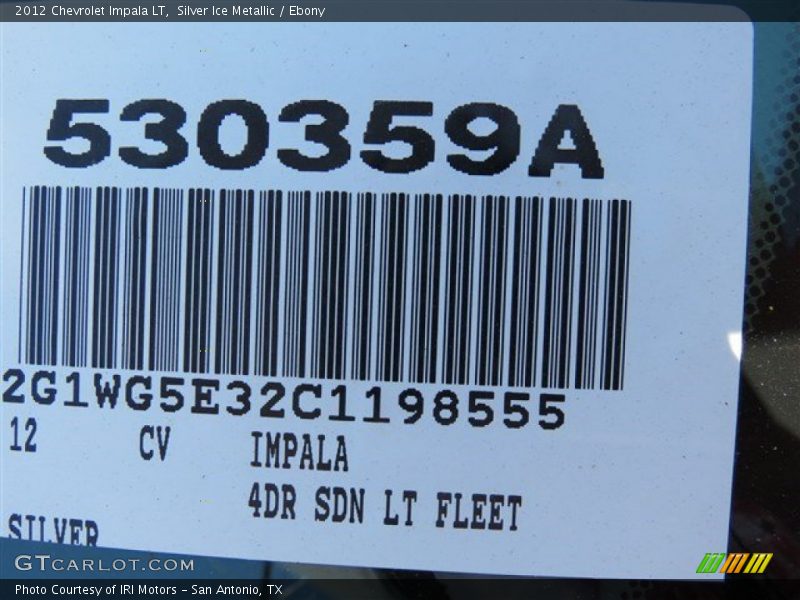 2012 Chevrolet Impala LT,  Silver Ice Metallic / Ebony
530359A
2G1WG5E32C1198555
12 CV IMPALA
4DR SDN LT FLEET
SILVER
GTCARLOT.COM
Photo Courtesy of IRI Motors - San Antonio, TX